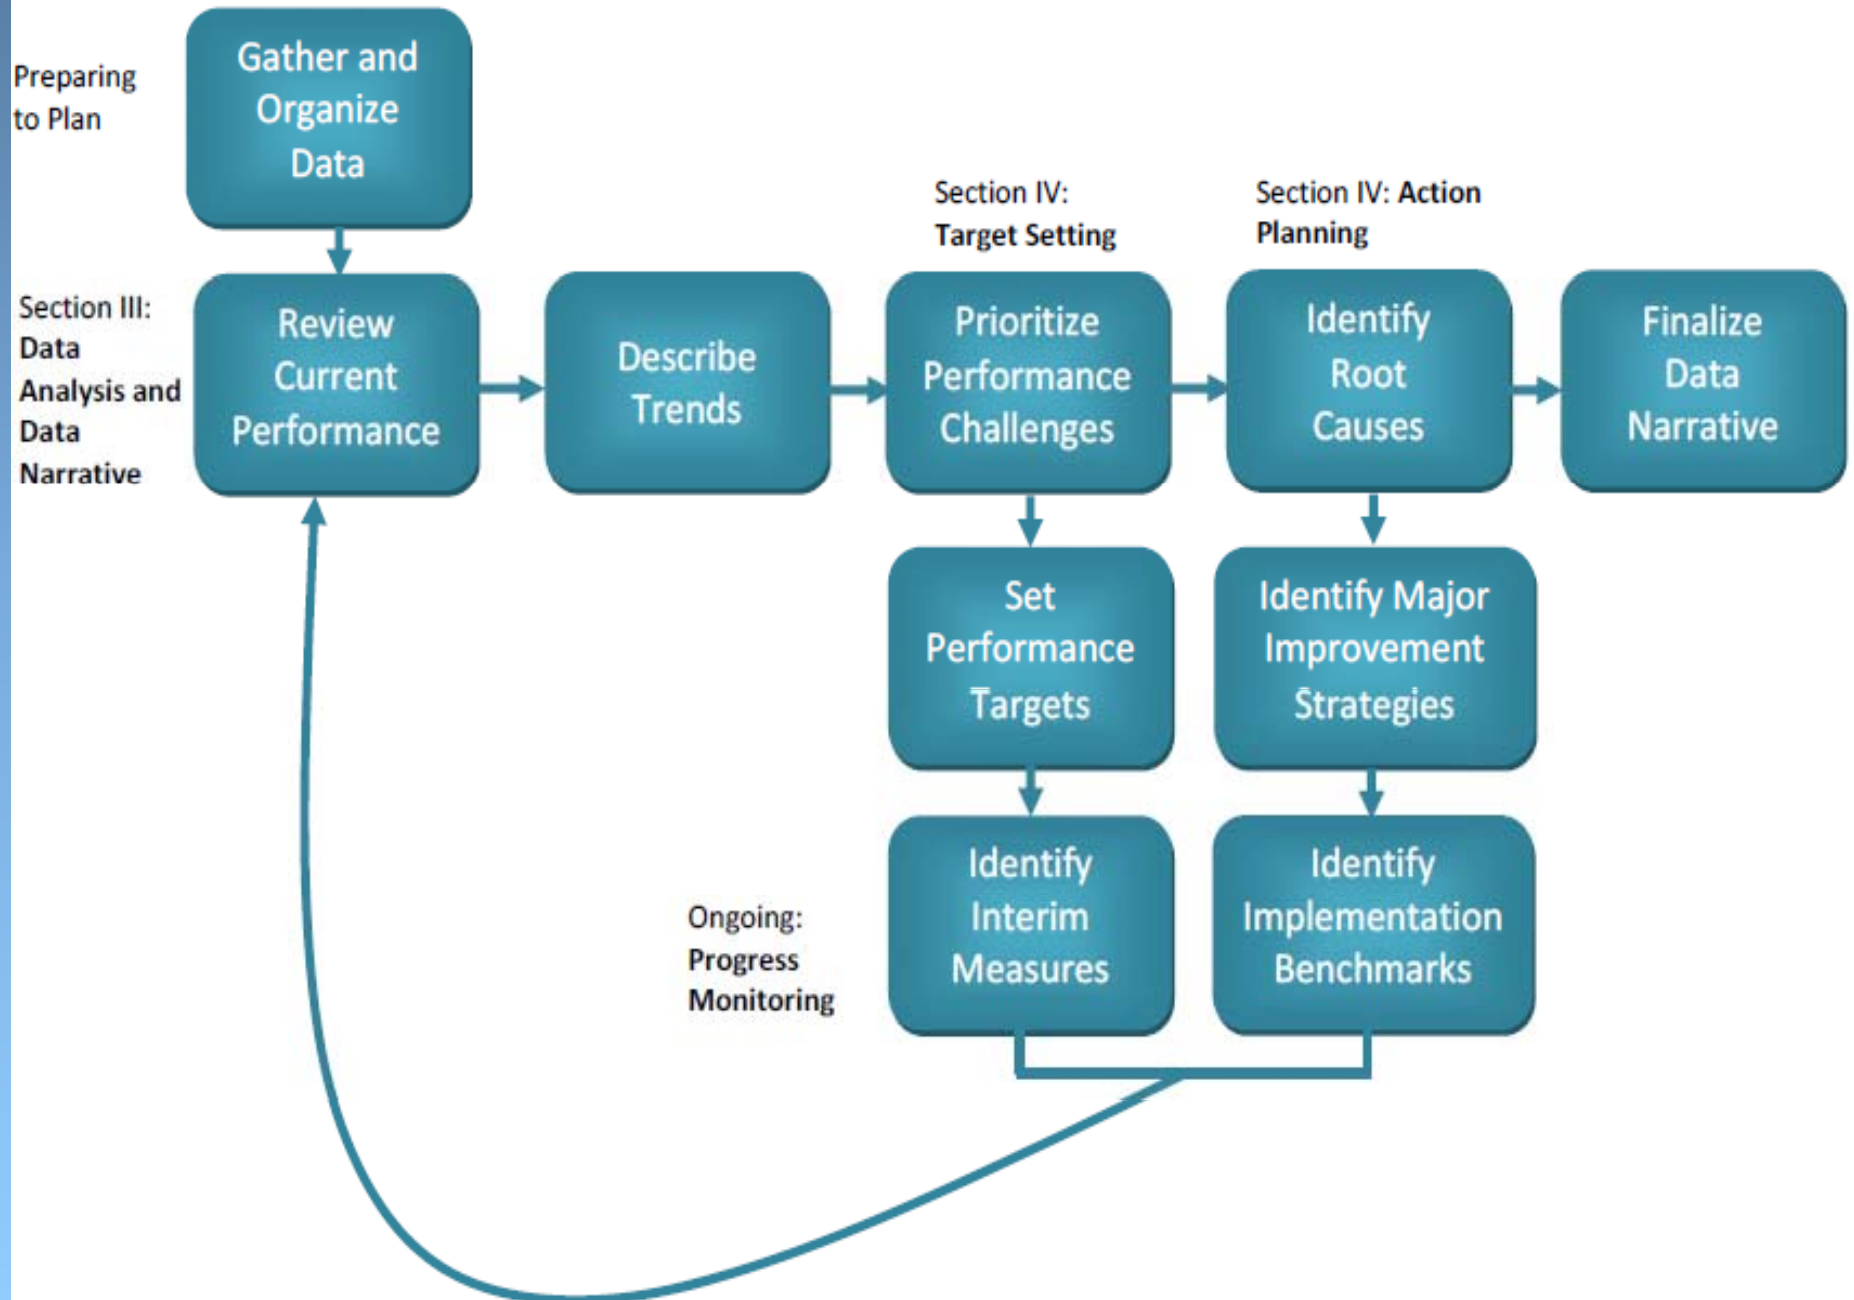 Preparing
to Plan
Gather and
Organize
Data
Section III:
Data
Analysis and
Data
Narrative
Review
Current
Performance
Describe
Trends
Section IV:
Target Setting
Prioritize
Performance
Challenges
Section IV: Action
Planning
Identify
Root
Causes
Finalize
Data
Narrative
Set
Performance
Targets
Identify Major
Improvement
Strategies
Ongoing:
Progress
Monitoring
Identify
Interim
Measures
Identify
Implementation
Benchmarks